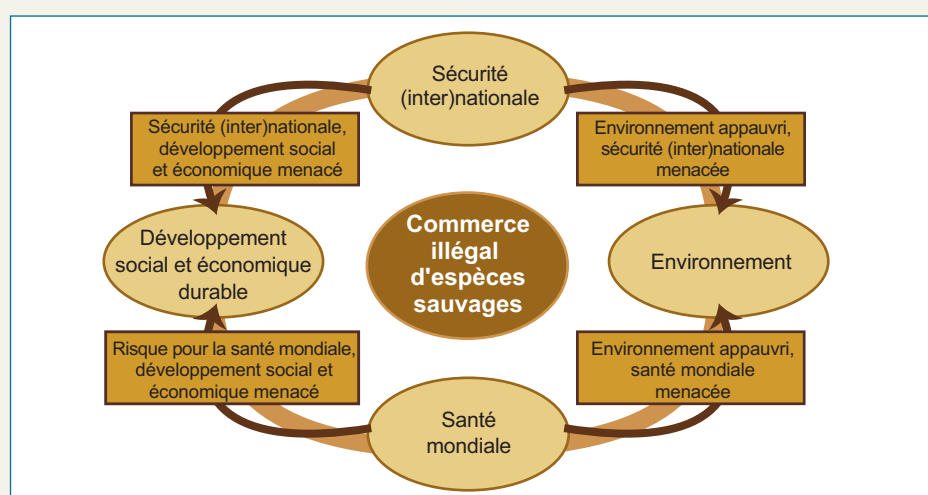 Sécurité
(inter)nationale
Sécurité (inter)nationale,
développement social
et économique menacé
Environnement appauvri,
sécurité (inter)nationale
menacée
Développement
social et économique
durable
Commerce
illégal
d'espèces
sauvages
Environnement
Risque pour la santé mondiale,
développement social et
économique menacé
Environnement appauvri,
santé mondiale
menacée
Santé
mondiale